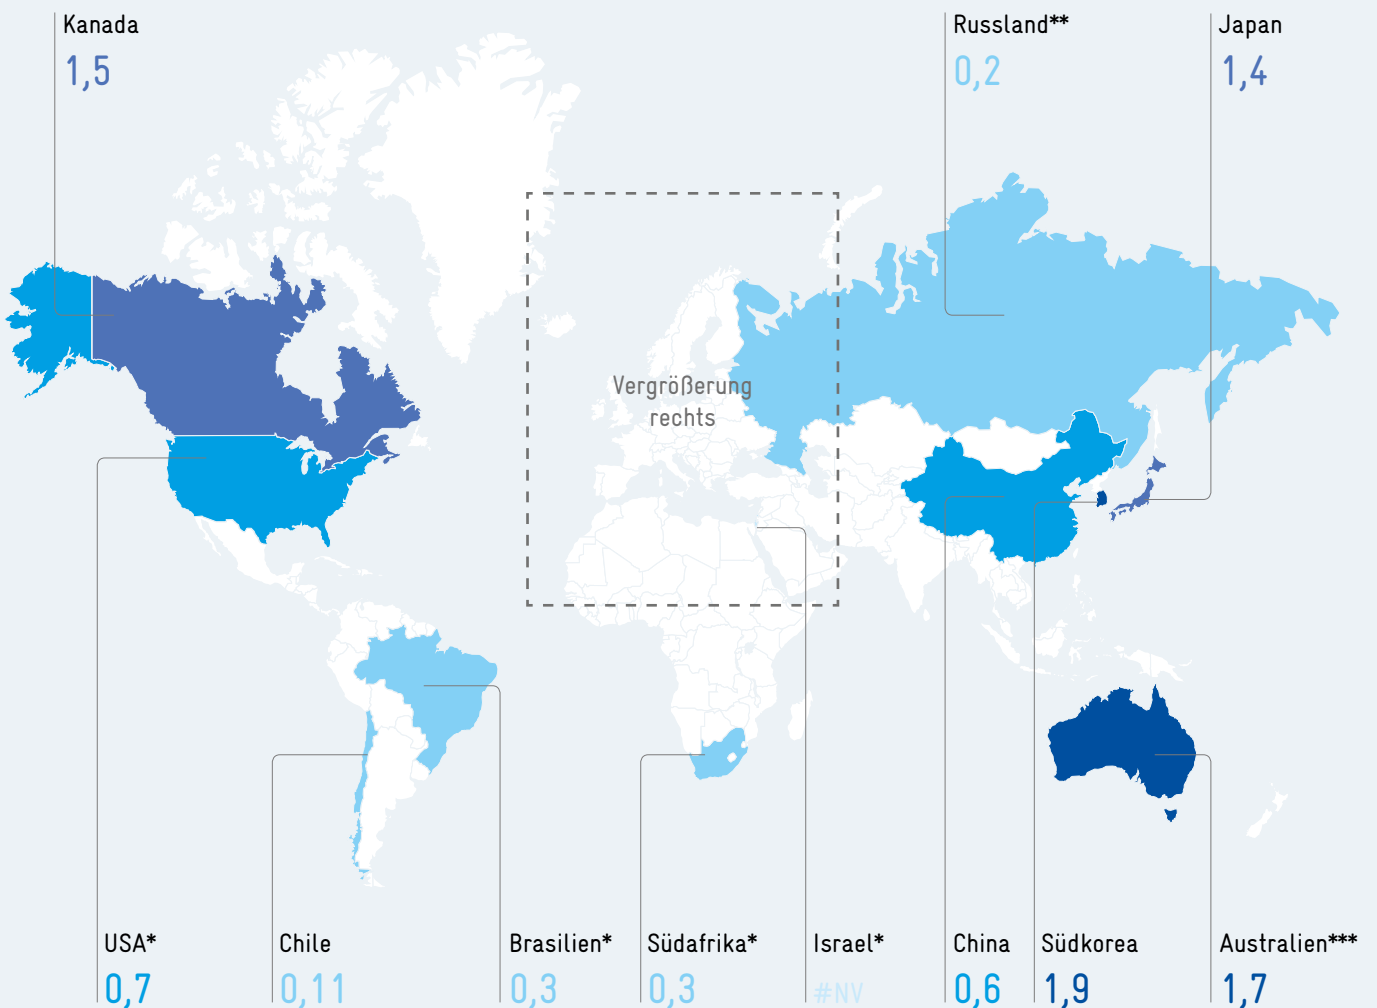 Kanada
1,5
Russland**
0,2
Japan
1,4
Vergrößerung
rechts
USA*
0,7
Chile
0,11
Brasilien*
0,3
Südafrika*
0,3
Israel*
#NV
China
0,6
Südkorea
1,9
Australien***
1,7